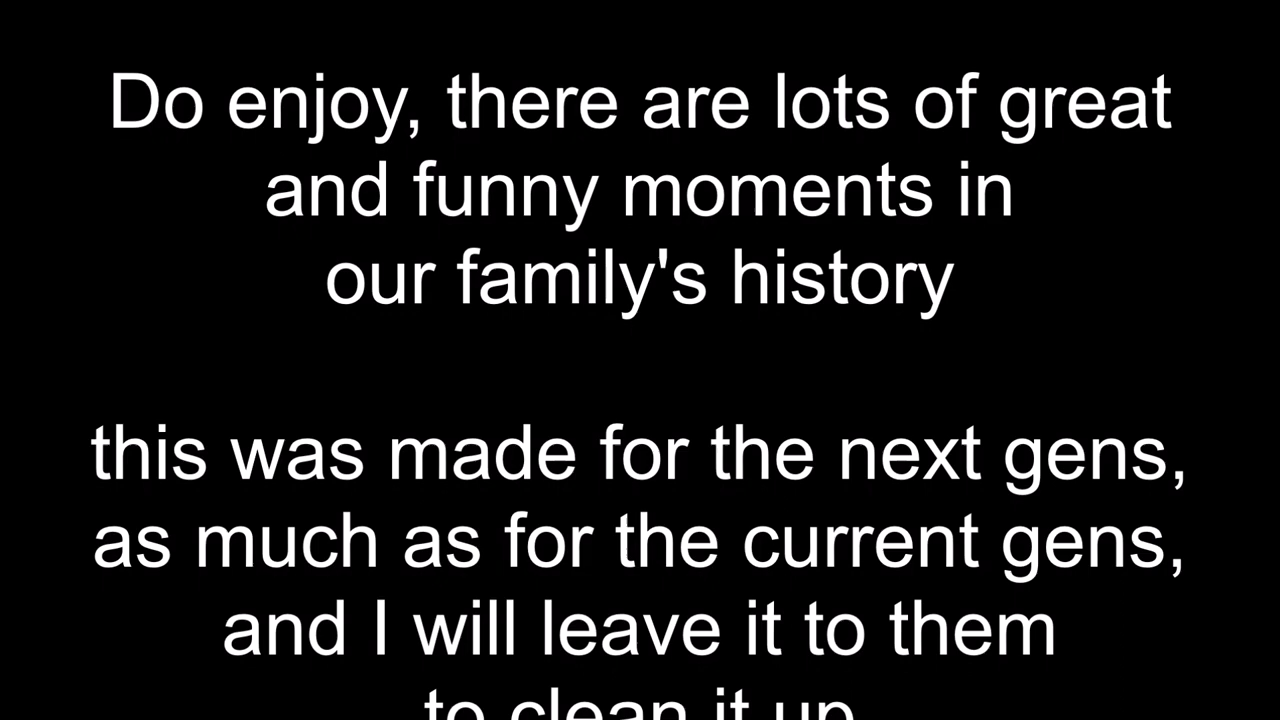 Do enjoy, there are lots of great
and funny moments in
our family's history
this was made for the next gens,
as much as for the current gens,
and I will leave it to them
to clean it up